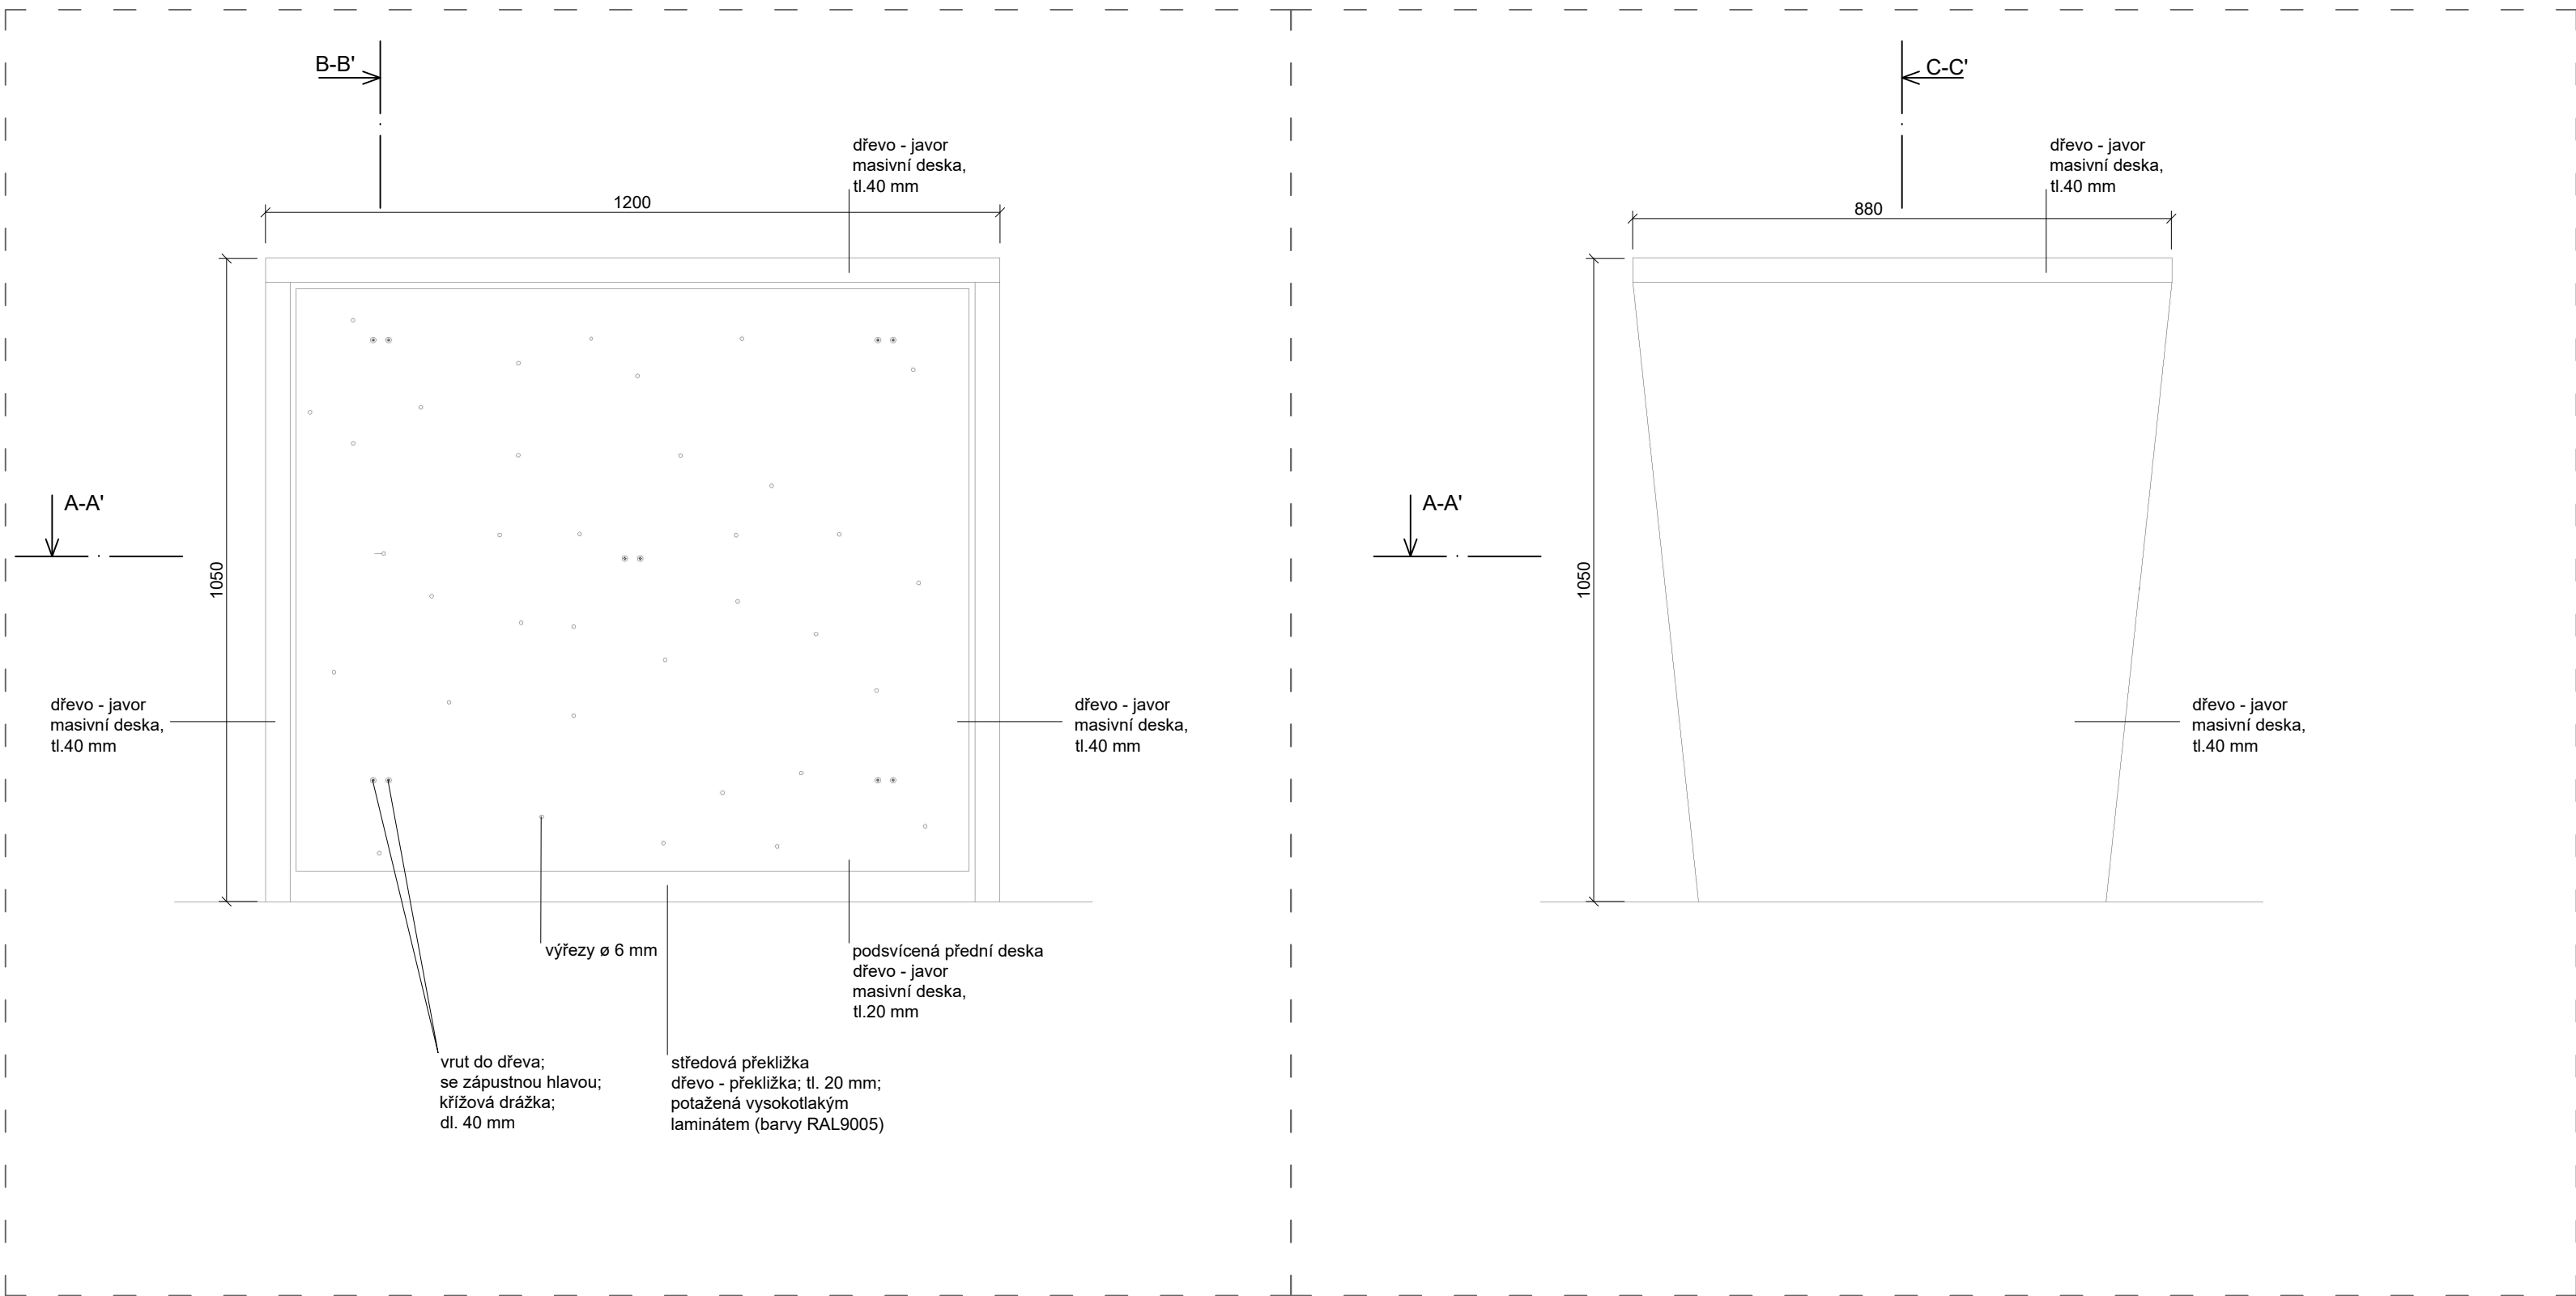 B-B'
dřevo - javor
masivní deska,
tl.40 mm
1200
A-A'
1050
dřevo - javor
masivní deska,
tl.40 mm
dřevo - javor
masivní deska,
tl.40 mm
výřezy ø 6 mm
podsvícená přední deska
dřevo - javor
masivní deska,
tl.20 mm
vrut do dřeva;
se zápustnou hlavou;
křížová drážka;
dl. 40 mm
středová překližka
dřevo - překližka; tl. 20 mm;
potažená vysokotlakým
laminátem (barvy RAL9005)
C-C'
dřevo - javor
masivní deska,
tl.40 mm
880
A-A'
1050
dřevo - javor
masivní deska,
tl.40 mm